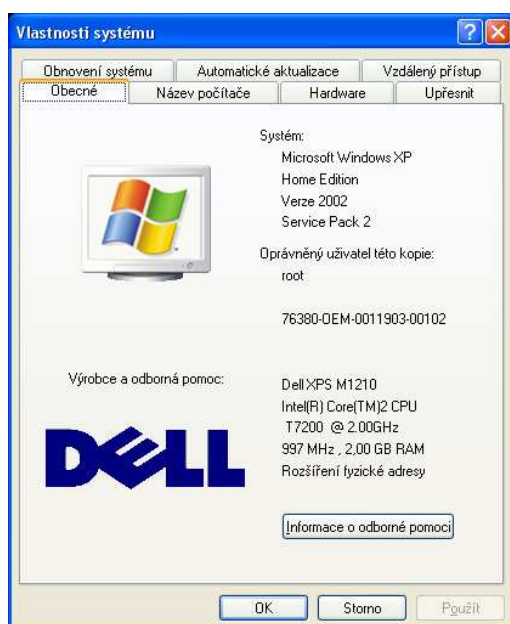 Vlastnosti systému
Obnovení systému Automatické aktualizace Vzdálený přístup
Obecné Název počítače Hardware Upřesnit
Systém:
Microsoft Windows XP
Home Edition
Verze 2002
Service Pack 2
Oprávněný uživatel této kopie:
root
76380-OEM-0011903-00102
Výrobce a odborná pomoc:
DELL
Dell XPS M1210
Intel(R) Core(TM)2 CPU
T7200 @ 2.00GHz
997 MHz , 2,00 GB RAM
Rozšíření fyzické adresy
Informace o odborné pomoci
OK Storno Použít